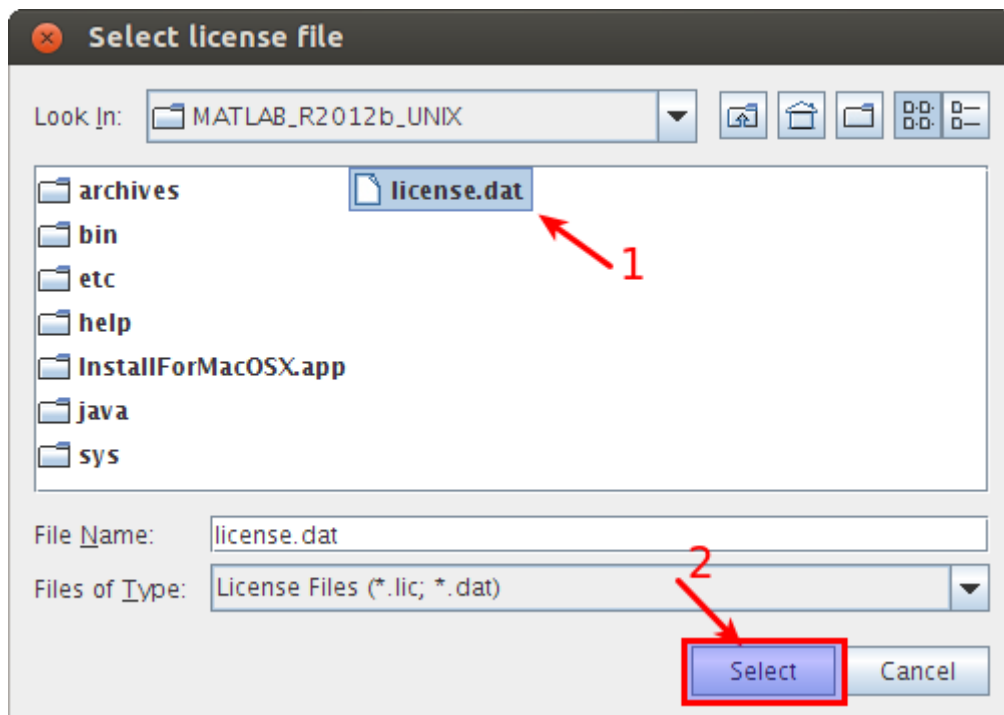 Select license file
Look In: MATLAB_R2012b_UNIX
archives license.dat
bin
1
etc
help
InstallForMacOSX.app
java
sys
File Name: license.dat
2
Files of Type: License Files (*.lic; *.dat)
Select Cancel